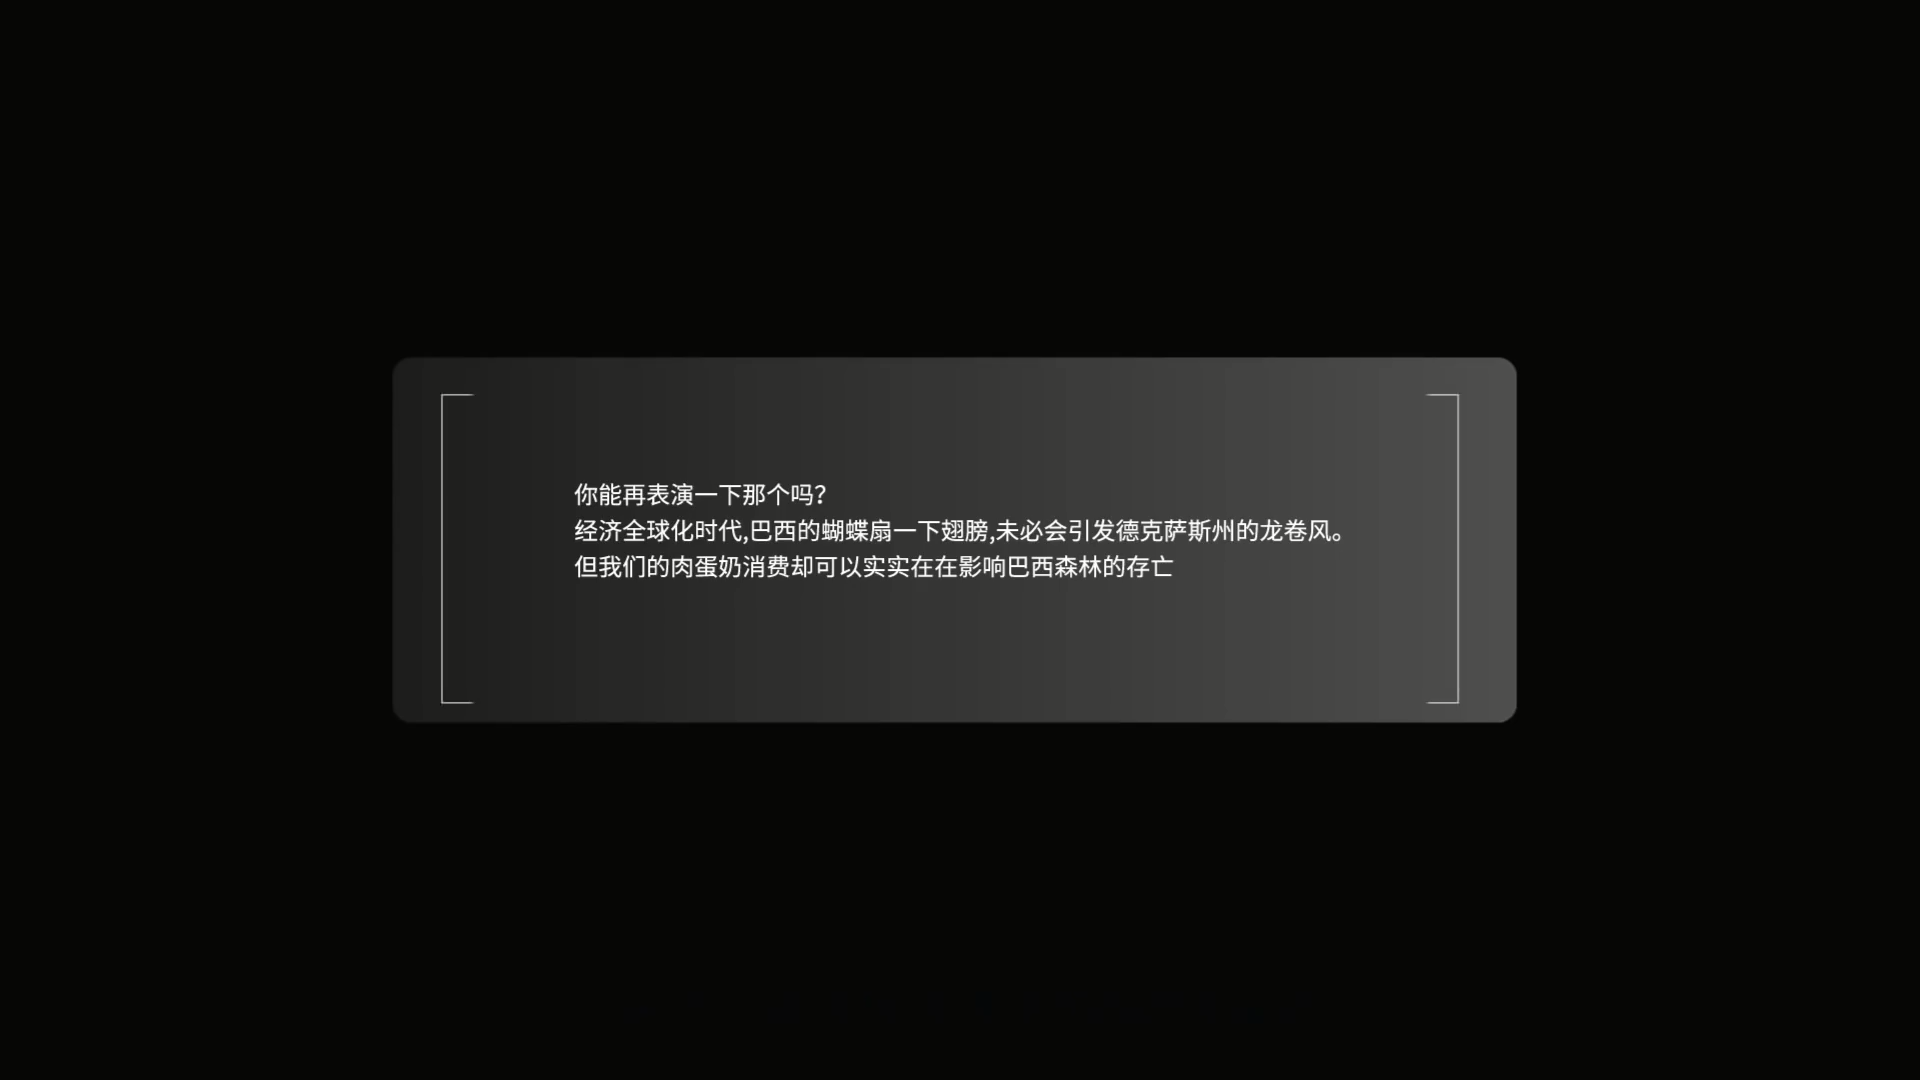 你能再表演一下那个吗?
经济全球化时代,巴西的蝴蝶扇一下翅膀,未必会引发德克萨斯州的龙卷风。
但我们的肉蛋奶消费却可以实实在在影响巴西森林的存亡